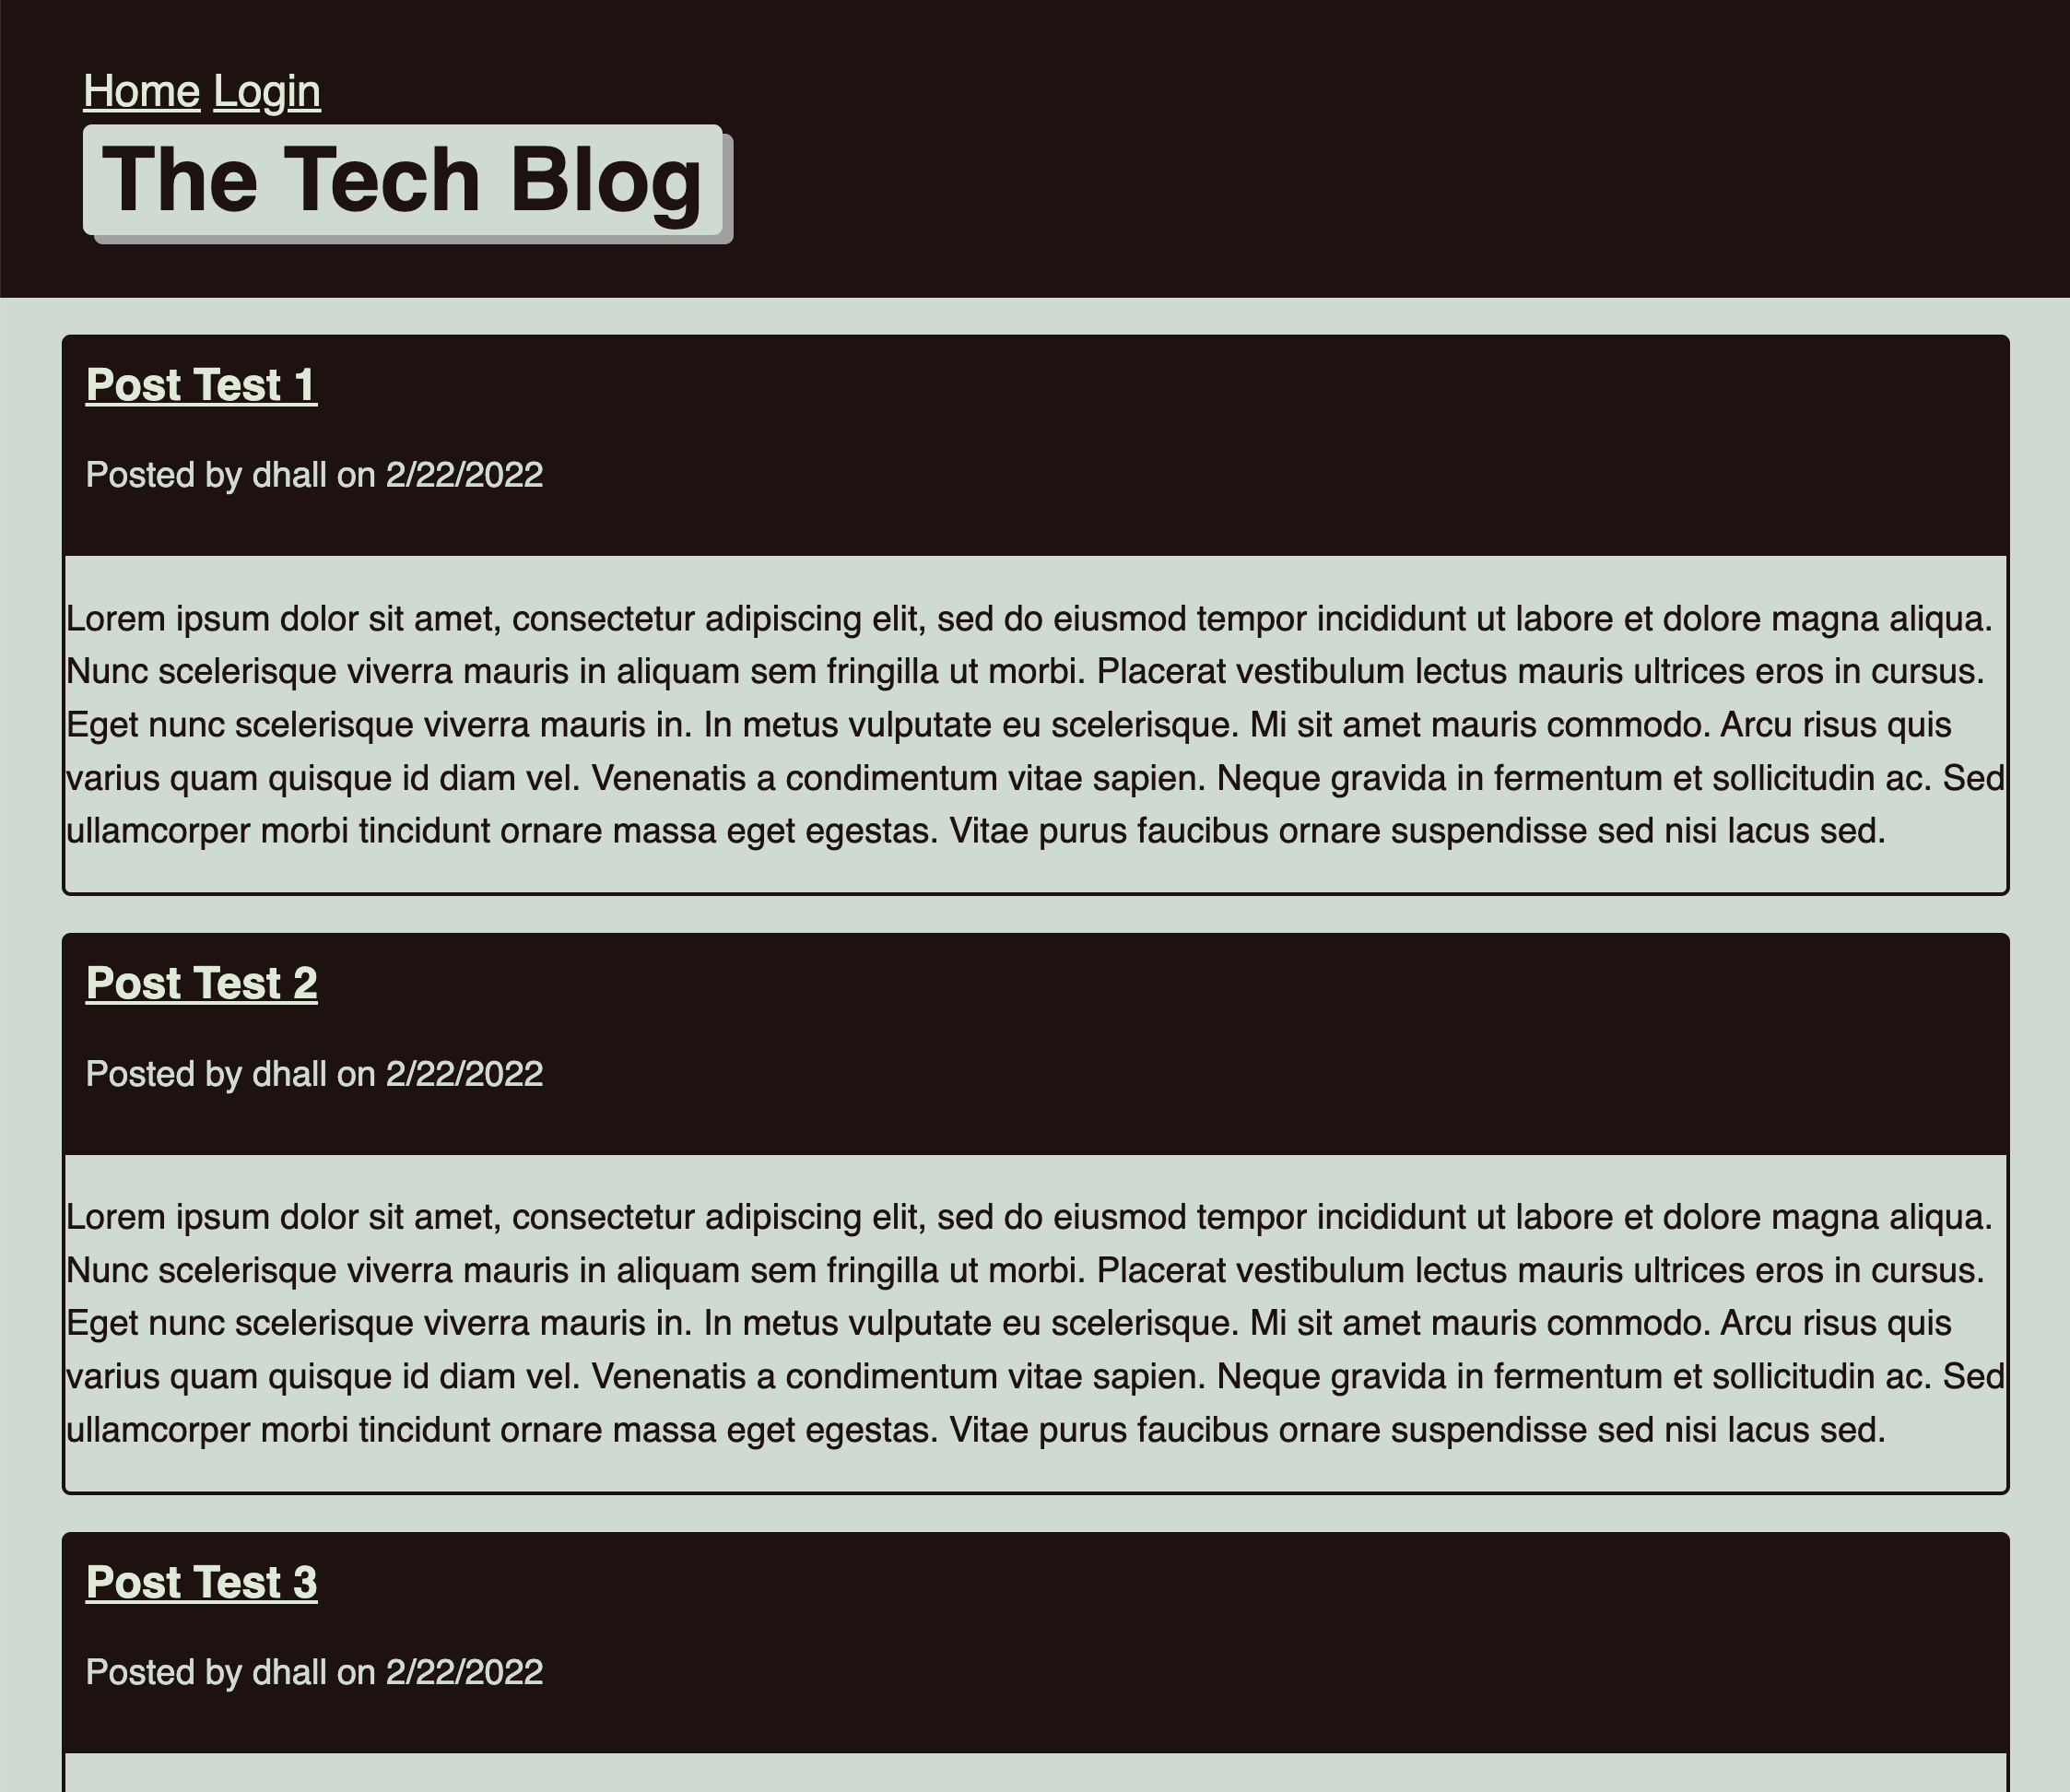 Home Login
The Tech Blog
Post Test 1
Posted by dhall on 2/22/2022
Lorem ipsum dolor sit amet, consectetur adipiscing elit, sed do eiusmod tempor incididunt ut labore et dolore magna aliqua.
Nunc scelerisque viverra mauris in aliquam sem fringilla ut morbi. Placerat vestibulum lectus mauris ultrices eros in cursus.
Eget nunc scelerisque viverra mauris in. In metus vulputate eu scelerisque. Mi sit amet mauris commodo. Arcu risus quis
varius quam quisque id diam vel. Venenatis a condimentum vitae sapien. Neque gravida in fermentum et sollicitudin ac. Sed
ullamcorper morbi tincidunt ornare massa eget egestas. Vitae purus faucibus ornare suspendisse sed nisi lacus sed.
Post Test 2
Posted by dhall on 2/22/2022
Lorem ipsum dolor sit amet, consectetur adipiscing elit, sed do eiusmod tempor incididunt ut labore et dolore magna aliqua.
Nunc scelerisque viverra mauris in aliquam sem fringilla ut morbi. Placerat vestibulum lectus mauris ultrices eros in cursus.
Eget nunc scelerisque viverra mauris in. In metus vulputate eu scelerisque. Mi sit amet mauris commodo. Arcu risus quis
varius quam quisque id diam vel. Venenatis a condimentum vitae sapien. Neque gravida in fermentum et sollicitudin ac. Sed
ullamcorper morbi tincidunt ornare massa eget egestas. Vitae purus faucibus ornare suspendisse sed nisi lacus sed.
Post Test 3
Posted by dhall on 2/22/2022